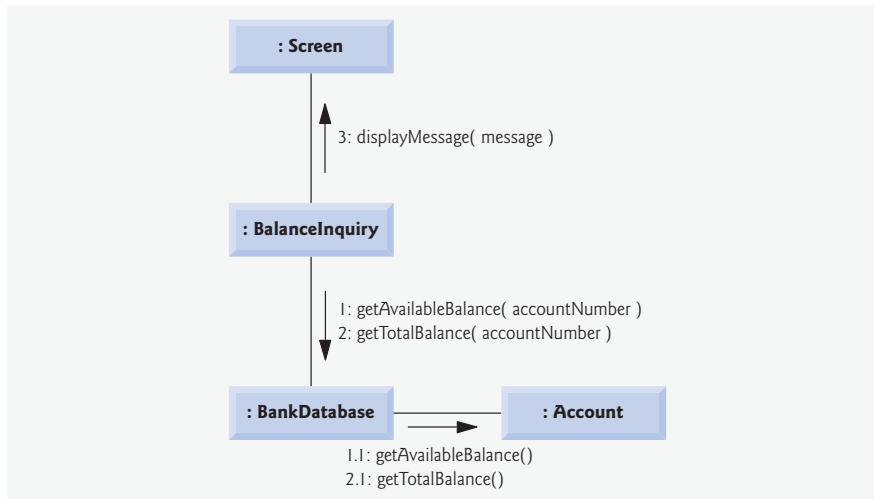 : Screen
3: displayMessage( message )
: BalanceInquiry
1: getAvailableBalance( accountNumber )
2: getTotalBalance( accountNumber )
: BankDatabase
: Account
1.1: getAvailableBalance()
2.1: getTotalBalance()